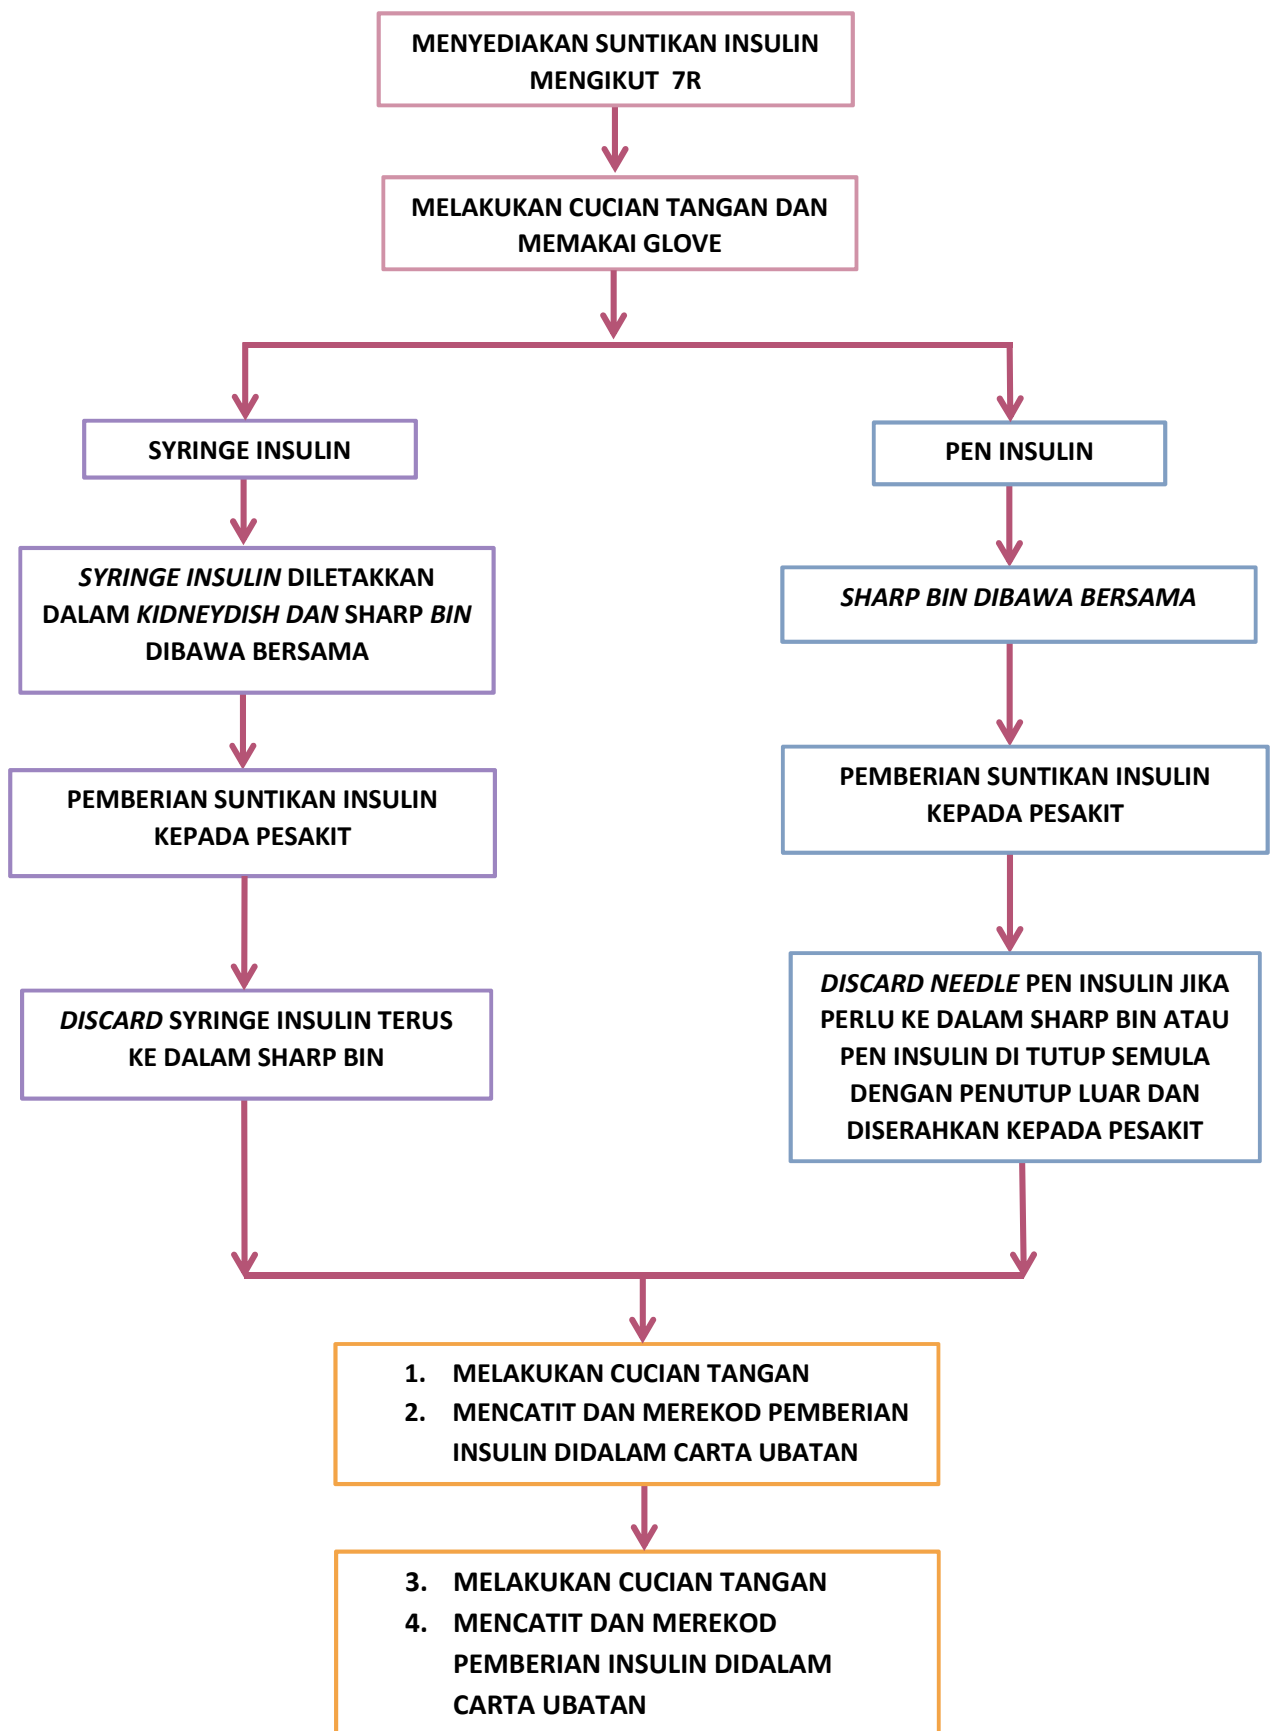 MENYEDIAKAN SUNTIKAN INSULIN
MENGIKUT 7R
MELAKUKAN CUCIAN TANGAN DAN
MEMAKAI GLOVE
SYRINGE INSULIN
SYRINGE INSULIN DILETAKKAN
DALAM KIDNEYDISH DAN SHARP BIN
DIBAWA BERSAMA
PEMBERIAN SUNTIKAN INSULIN
KEPADA PESAKIT
DISCARD SYRINGE INSULIN TERUS
KE DALAM SHARP BIN
PEN INSULIN
SHARP BIN DIBAWA BERSAMA
PEMBERIAN SUNTIKAN INSULIN
KEPADA PESAKIT
DISCARD NEEDLE PEN INSULIN JIKA
PERLU KE DALAM SHARP BIN ATAU
PEN INSULIN DI TUTUP SEMULA
DENGAN PENUTUP LUAR DAN
DISERAHKAN KEPADA PESAKIT
1. MELAKUKAN CUCIAN TANGAN
2. MENCATIT DAN MEREKOD PEMBERIAN
INSULIN DIDALAM CARTA UBATAN
3. MELAKUKAN CUCIAN TANGAN
4. MENCATIT DAN MEREKOD
PEMBERIAN INSULIN DIDALAM
CARTA UBATAN